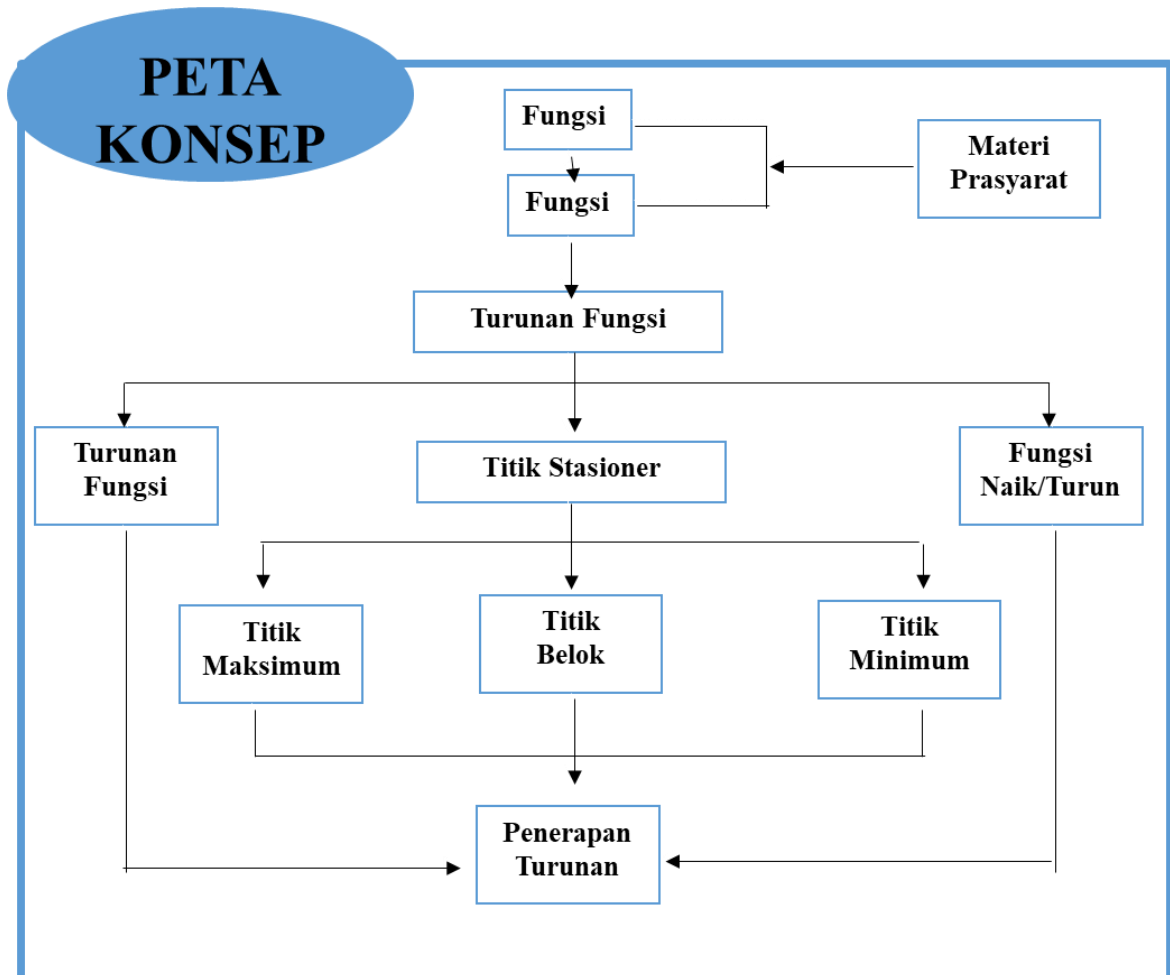 PETA
KONSEP
Fungsi
Materi
Prasyarat
Fungsi
Turunan Fungsi
Turunan
Fungsi
Titik Stasioner
Fungsi
Naik/Turun
Titik
Maksimum
Titik
Belok
Titik
Minimum
Penerapan
Turunan